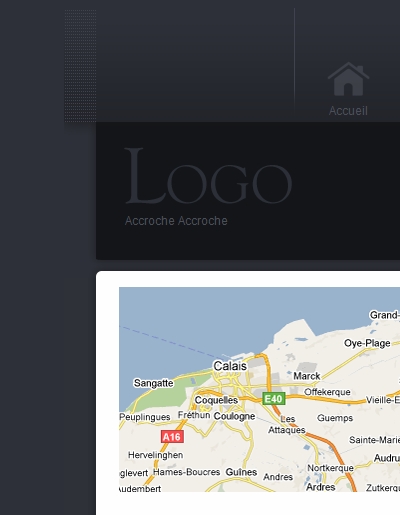 Accueil
LOGO
Accroche Accroche
Grand-
Oye-Plage
Calais
Marck
Sangatte
Offekerque
Coquelles
E40
Vieille-E
Peuplingues
Fréthun
Coulogne
Les
Attaques
Guemps
A16
Sainte-Marie
Hervelinghen
Audru
Nortkerque
glevert
Hames-Boucres
Guînes
Andres
Zutkerq
Audembert
Ardres